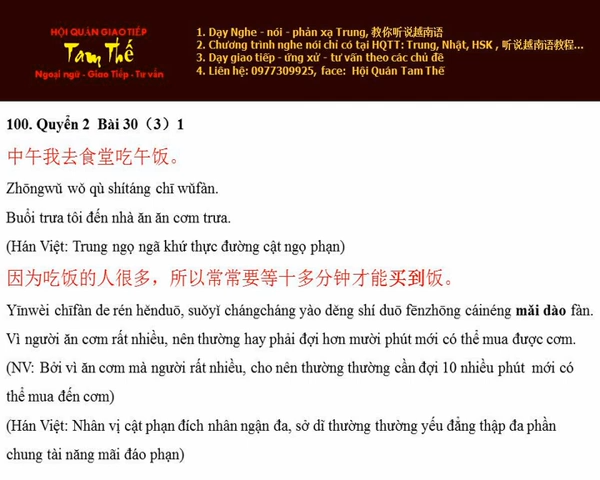 HỘI QUÁN GIAO TIẾP
Tam Thế
Ngoại ngữ - Giao Tiếp - Tư vấn
1. Dạy Nghe - nói - phản xạ Trung, 教你听说越南语
2. Chương trình nghe nói chỉ có tại HQTT: Trung, Nhật, HSK , 听说越南语教程...
3. Dạy giao tiếp - ứng xử - tư vấn theo các chủ đề
4. Liên hệ: 0977309925, face: Hội Quán Tam Thế
100. Quyển 2 Bài 30（3）1
中午我去食堂吃午饭。
Zhōngwǔ wǒ qù shítáng chī wǔfàn.
Buổi trưa tôi đến nhà ăn ăn cơm trưa.
(Hán Việt: Trung ngọ ngã khứ thực đường cật ngọ phạn)
因为吃饭的人很多，所以常常要等十多分钟才能买到饭。
Yīnwèi chīfàn de rén hěnduō, suǒyǐ chángcháng yào děng shí duō fēnzhōng cáinéng mǎi dào fàn.
Vì người ăn cơm rất nhiều, nên thường hay phải đợi hơn mười phút mới có thể mua được cơm.
(NV: Bởi vì ăn cơm mà người rất nhiều, cho nên thường thường cần đợi 10 nhiều phút mới có
thể mua đến cơm)
(Hán Việt: Nhân vị cật phạn đích nhân ngận đa, sở dĩ thường thường yếu đẳng thập đa phần
chung tài năng mãi đáo phạn)